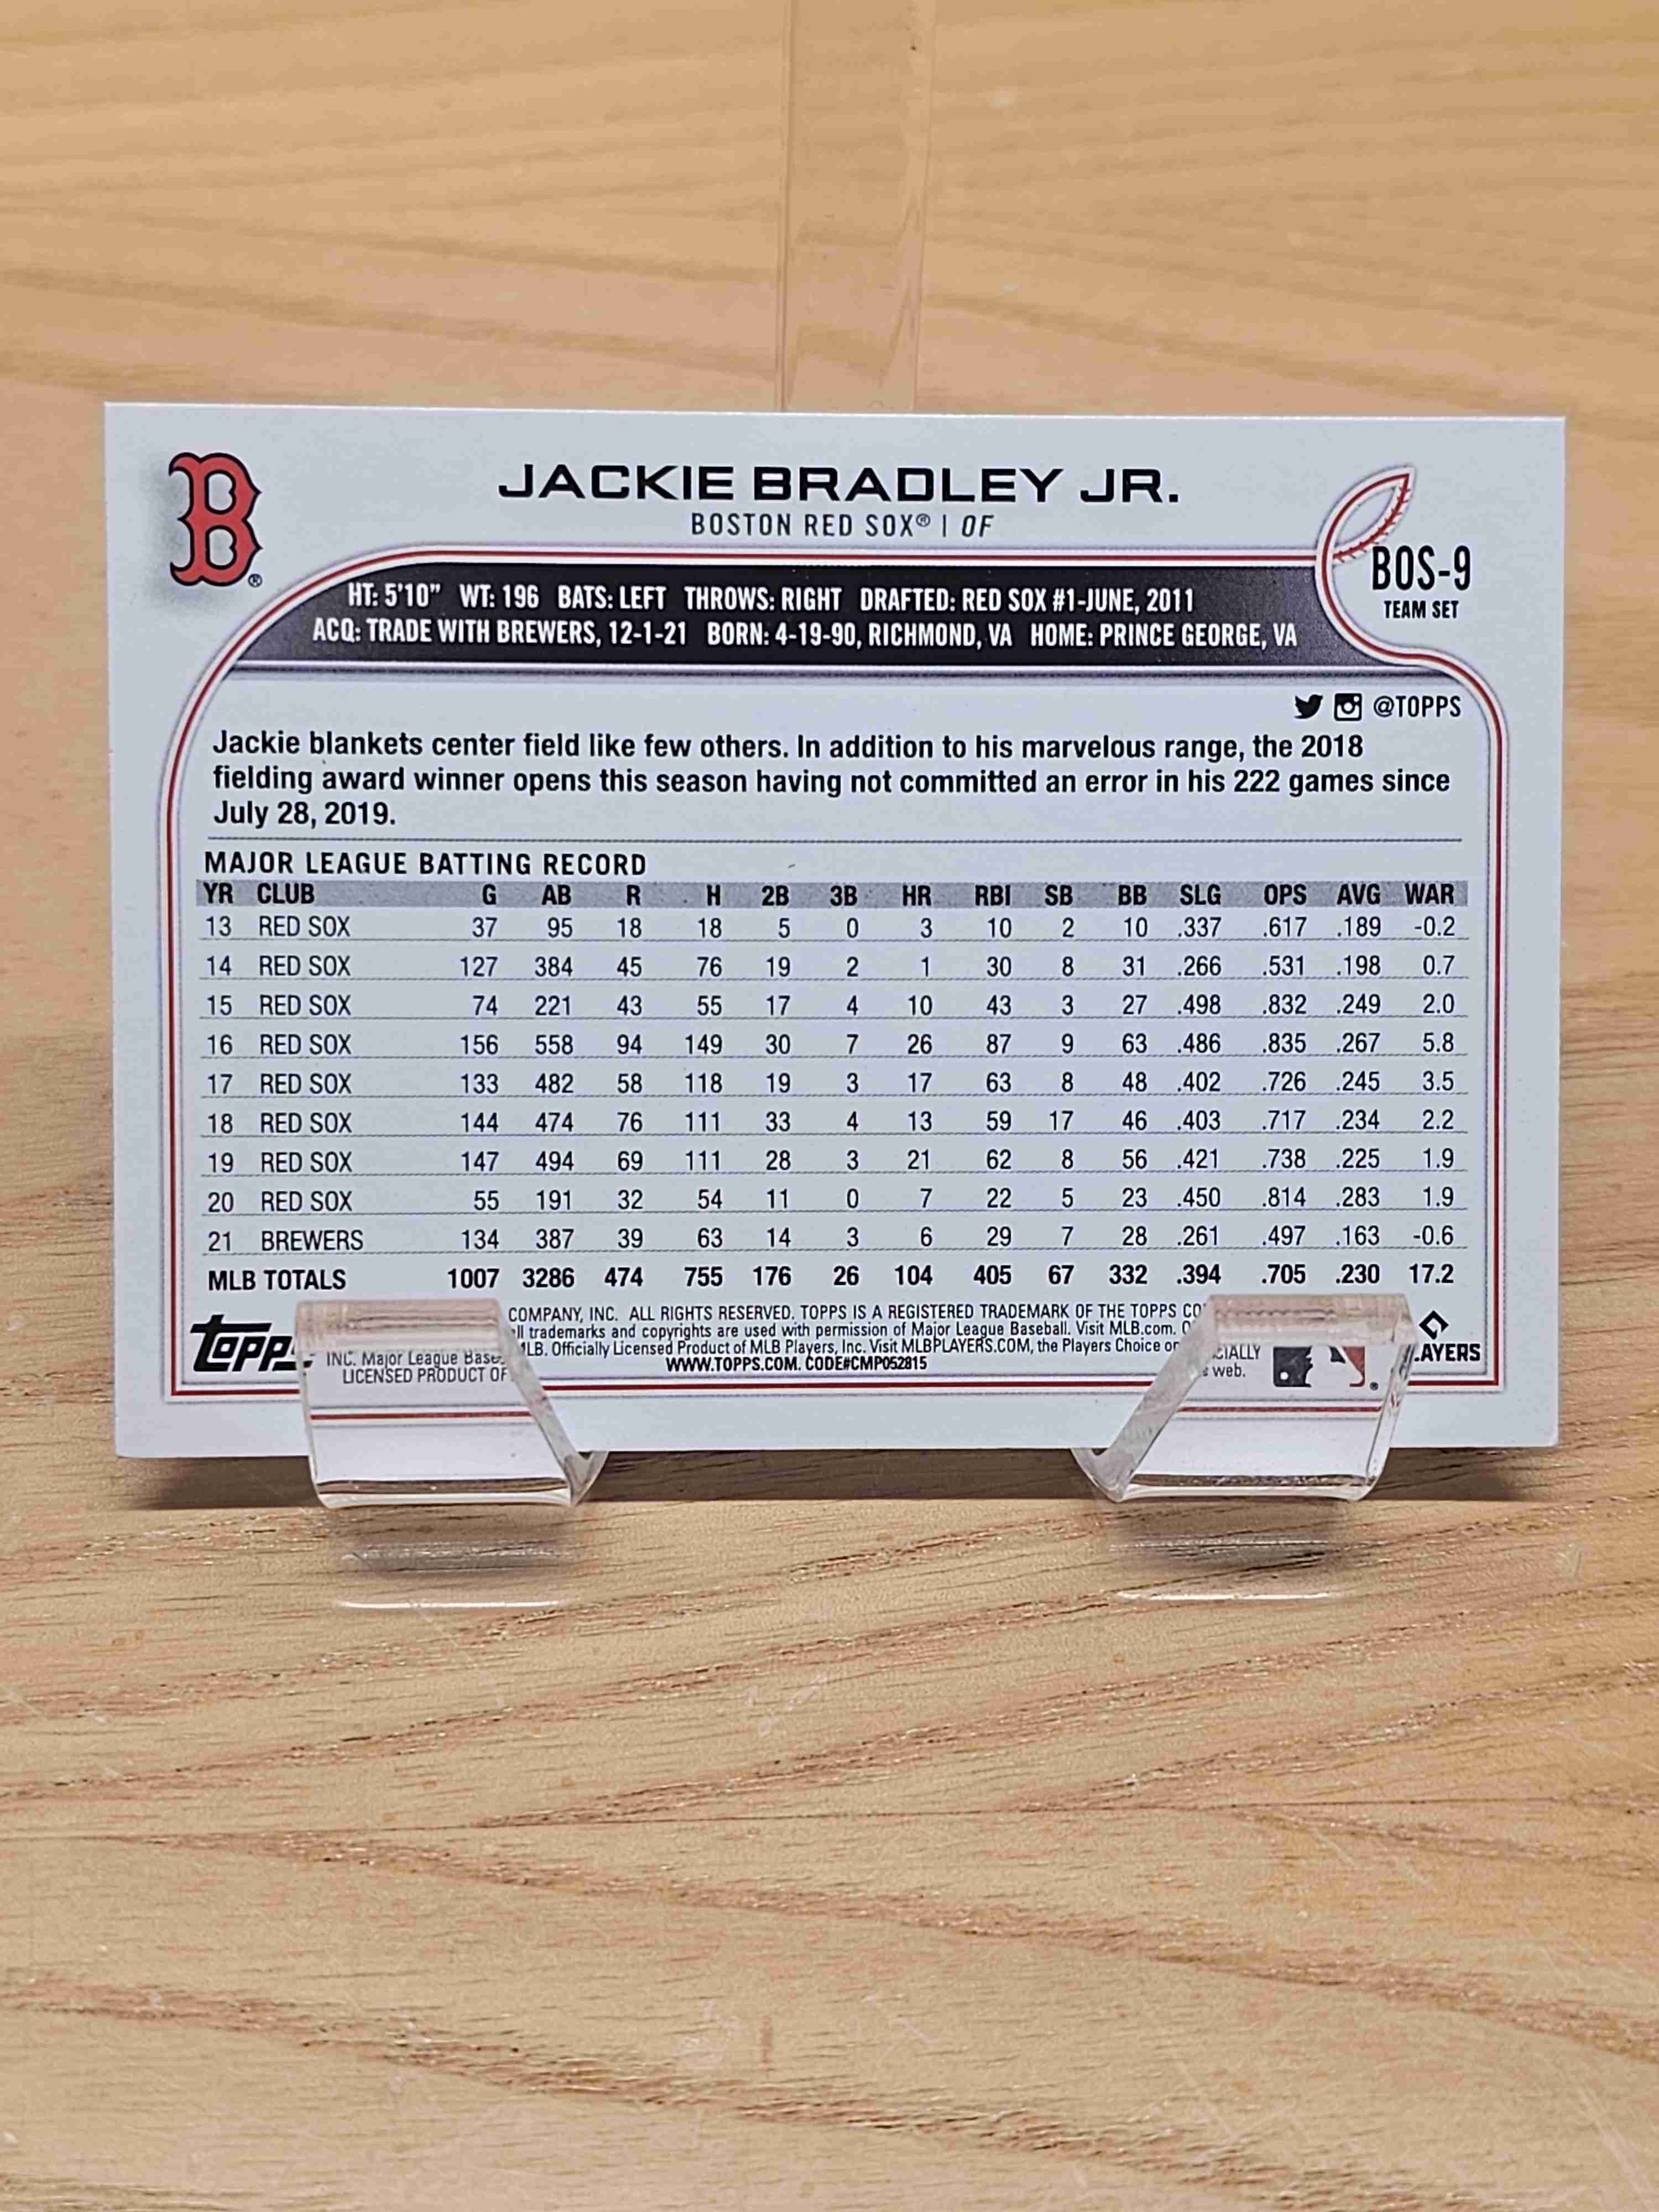 B®
JACKIE BRADLEY JR.
BOSTON RED SOX® | OF
BOS-9
TEAM SET
HT: 5'10" WT: 196 BATS: LEFT THROWS: RIGHT DRAFTED: RED SOX #1-JUNE, 2011
ACQ: TRADE WITH BREWERS, 12-1-21 BORN: 4-19-90, RICHMOND, VA HOME: PRINCE GEORGE, VA
@TOPPS
Jackie blankets center field like few others. In addition to his marvelous range, the 2018
fielding award winner opens this season having not committed an error in his 222 games since
July 28, 2019.
MAJOR LEAGUE BATTING RECORD
YR CLUB G AB R H 2B 3B HR RBI SB BB SLG OPS AVG WAR
13 RED SOX 37 95 18 18 5 0 3 10 2 10 .337 .617 .189 -0.2
14 RED SOX 127 384 45 76 19 2 1 30 8 31 .266 .531 .198 0.7
15 RED SOX 74 221 43 55 17 4 10 43 3 27 .498 .832 .249 2.0
16 RED SOX 156 558 94 149 30 7 26 87 9 63 .486 .835 .267 5.8
17 RED SOX 133 482 58 118 19 3 17 63 8 48 .402 .726 .245 3.5
18 RED SOX 144 474 76 111 33 4 13 59 17 46 .403 .717 .234 2.2
19 RED SOX 147 494 69 111 28 3 21 62 8 56 .421 .738 .225 1.9
20 RED SOX 55 191 32 54 11 0 7 22 5 23 .450 .814 .283 1.9
21 BREWERS 134 387 39 63 14 3 6 29 7 28 .261 .497 .163 -0.6
MLB TOTALS 1007 3286 474 755 176 26 104 405 67 332 .394 .705 .230 17.2
COMPANY, INC. ALL RIGHTS RESERVED. TOPPS IS A REGISTERED TRADEMARK OF THE TOPPS
trademarks and copyrights are used with permission of Major League Baseball. Visit MLB.com.
INC. Major League Officially Licensed Product of MLB Players, Inc. Visit MLBPLAYERS.COM, the Players Choice
LICENSED PRODUCT OF WWW.TOPPS.COM. CODE#CMP052815 web.